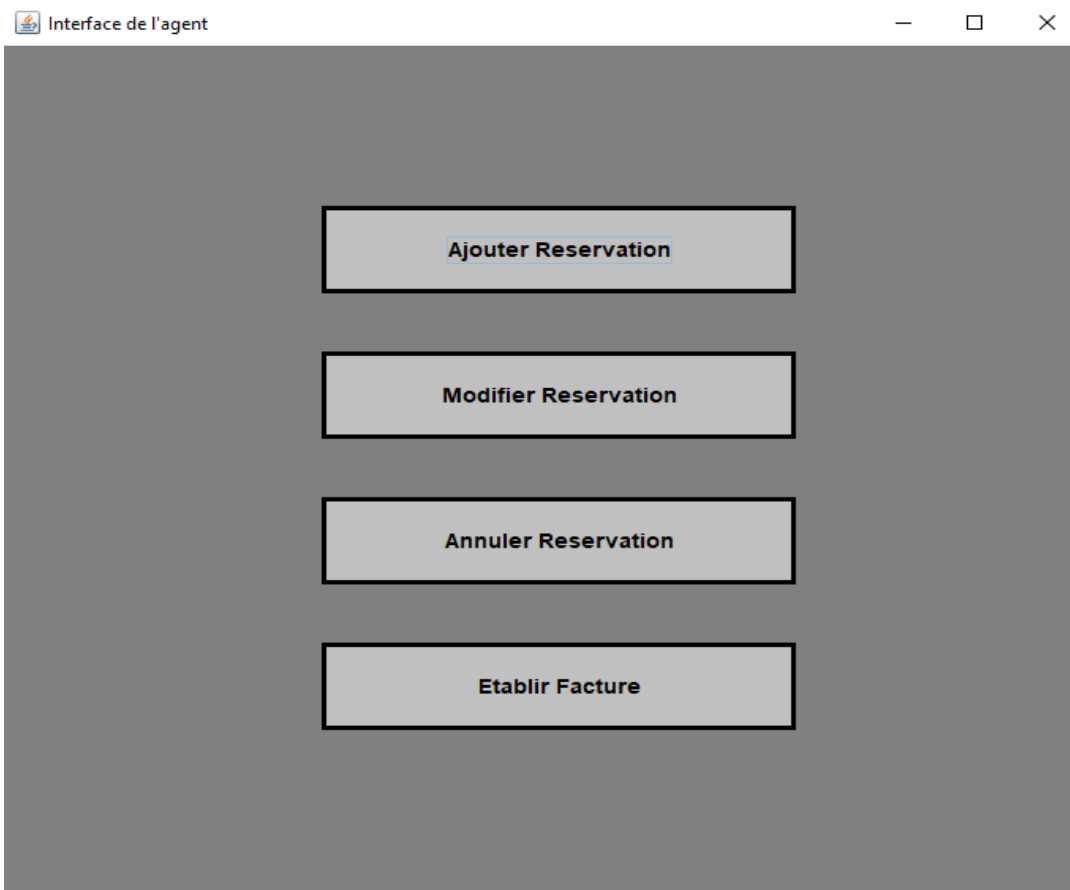 Interface de l'agent
Ajouter Reservation
Modifier Reservation
Annuler Reservation
Etablir Facture